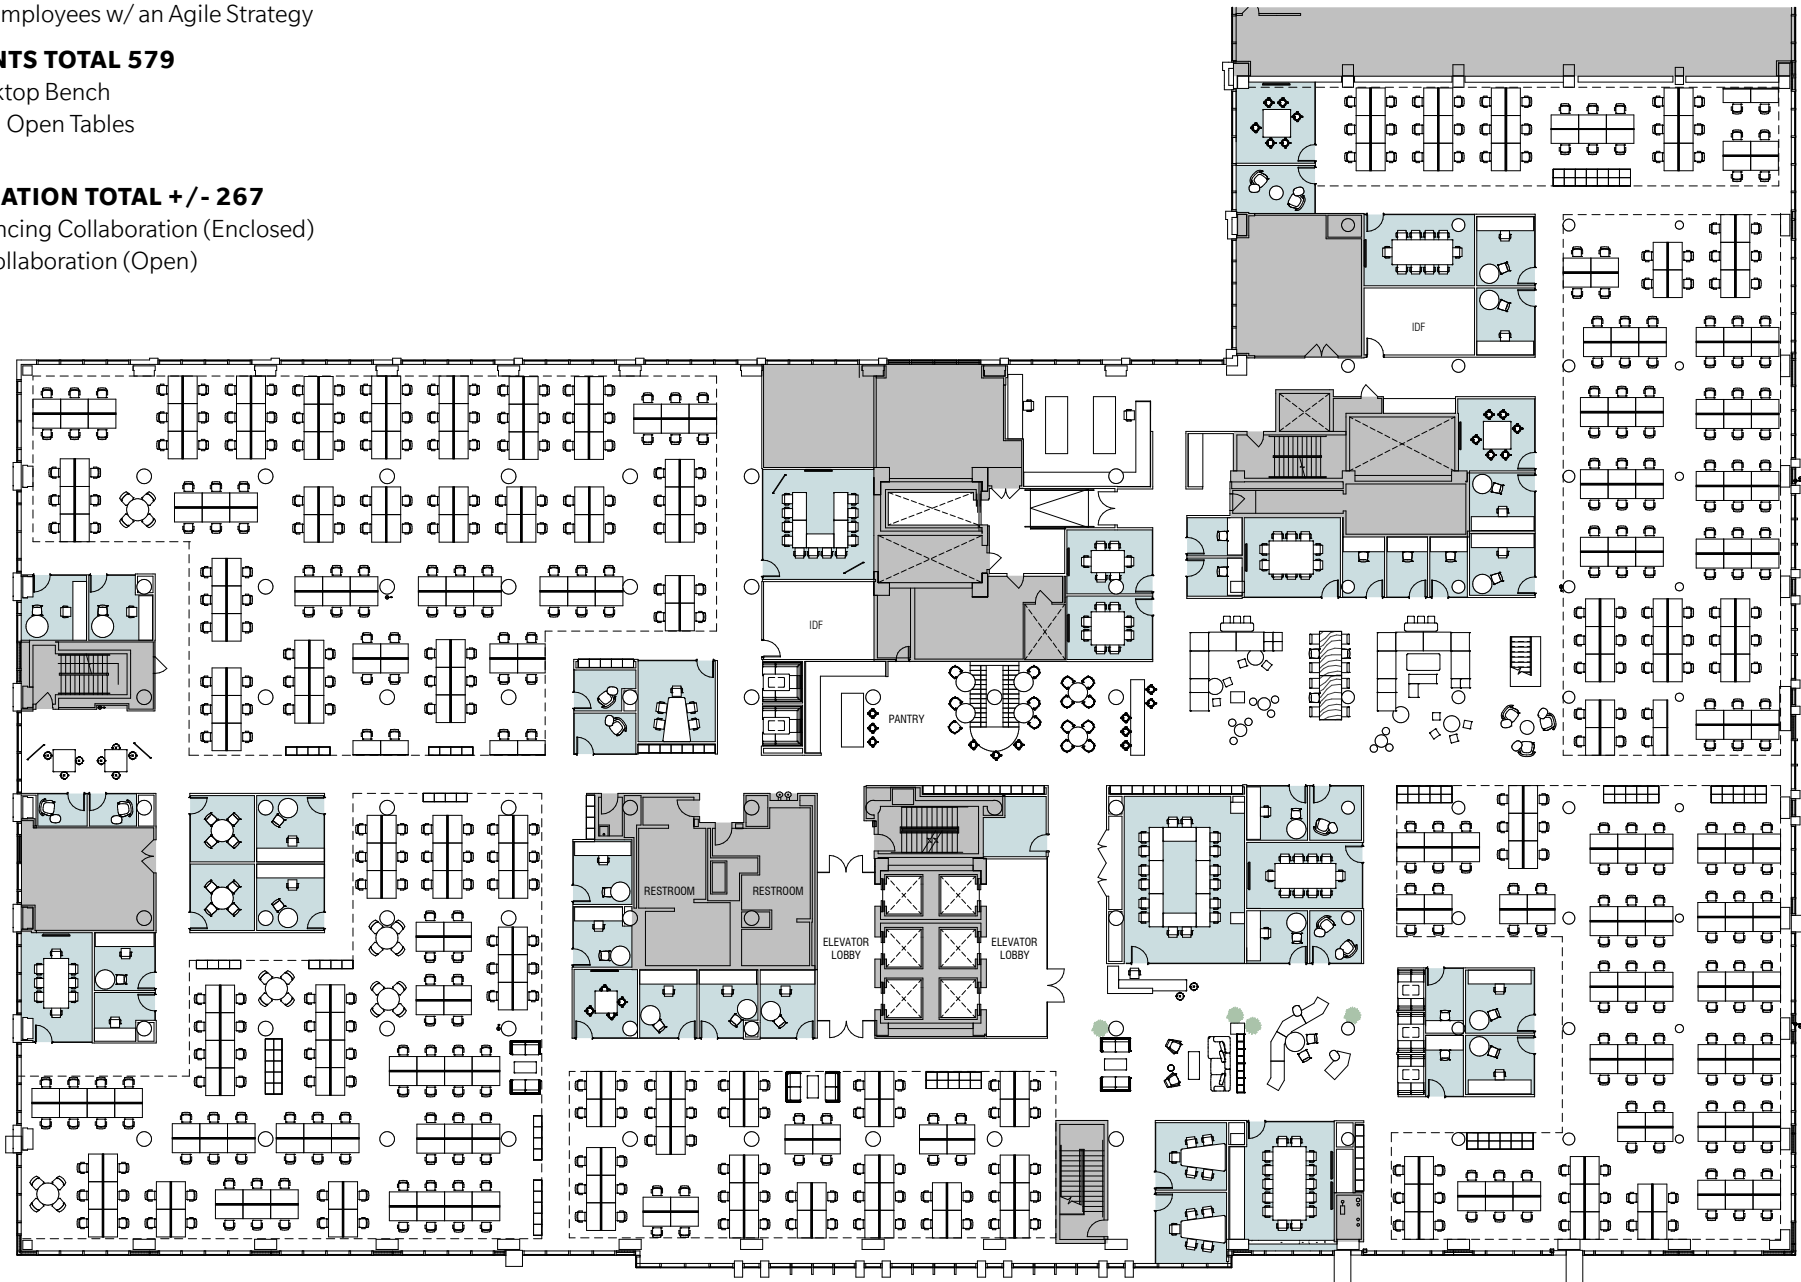 mployees w/ an Agile Strategy
NTS TOTAL 579
ktop Bench
Open Tables
ATION TOTAL +/- 267
ncing Collaboration (Enclosed)
ollaboration (Open)
IDF
IDF
PANTRY
RESTROOM
RESTROOM
ELEVATOR
LOBBY
ELEVATOR
LOBBY